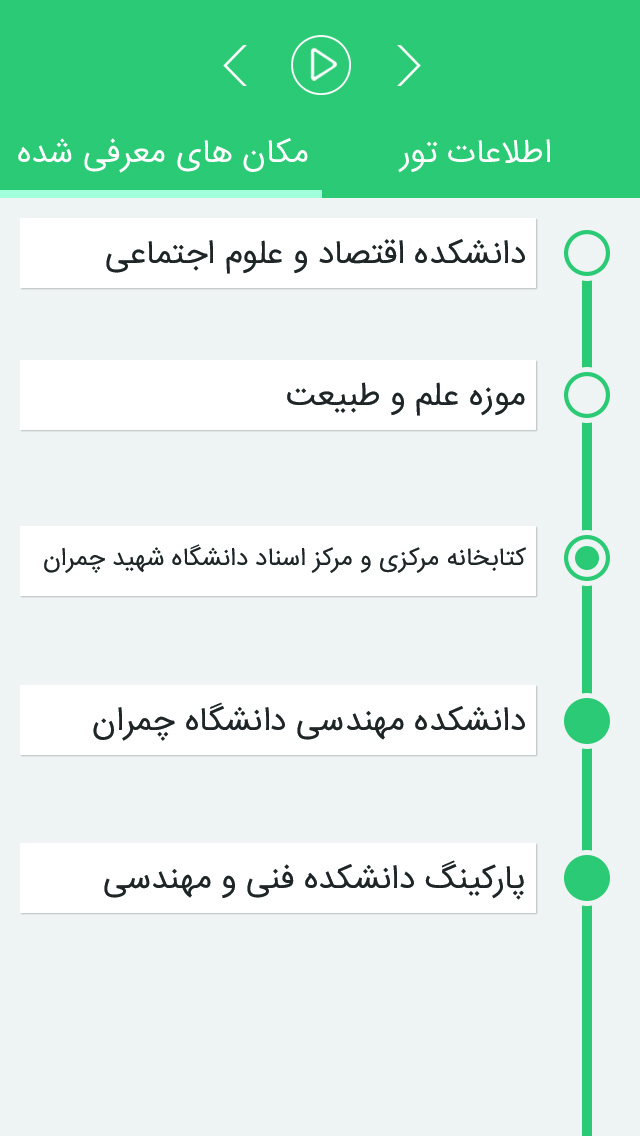 اطلاعات تور
مکان های معرفی شده
دانشکده اقتصاد و علوم اجتماعی
موزه علم و طبیعت
کتابخانه مرکزی و مرکز اسناد دانشگاه شهید چمران
دانشکده مهندسی دانشگاه چمران
پارکینگ دانشکده فنی و مهندسی